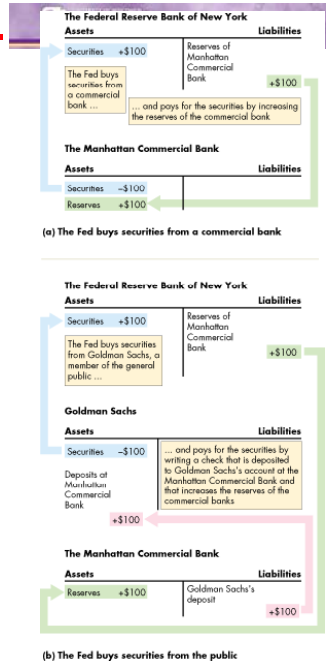 The Federal Reserve Bank of New York
Assets Liabilities
Securities +$100
Reserves of
Manhattan
Commercial
Bank
+$100
The Fed buys
securities from
a commercial
bank ...
... and pays for the securities by increasing
the reserves of the commercial bank
The Manhattan Commercial Bank
Assets Liabilities
Securities –$100
Reserves +$100
(a) The Fed buys securities from a commercial bank
The Federal Reserve Bank of New York
Assets Liabilities
Securities +$100
Reserves of
Manhattan
Commercial
Bank
+$100
The Fed buys securities
from Goldman Sachs, a
member of the general
public ...
Goldman Sachs
Assets Liabilities
Securities –$100
... and pays for the securities by
writing a check that is deposited
to Goldman Sachs's account at the
Manhattan Commercial Bank and
that increases the reserves of the
commercial banks
Deposits at
Manhattan
Commercial
Bank
+$100
The Manhattan Commercial Bank
Assets Liabilities
Reserves +$100
Goldman Sachs's
deposit
+$100
(b) The Fed buys securities from the public